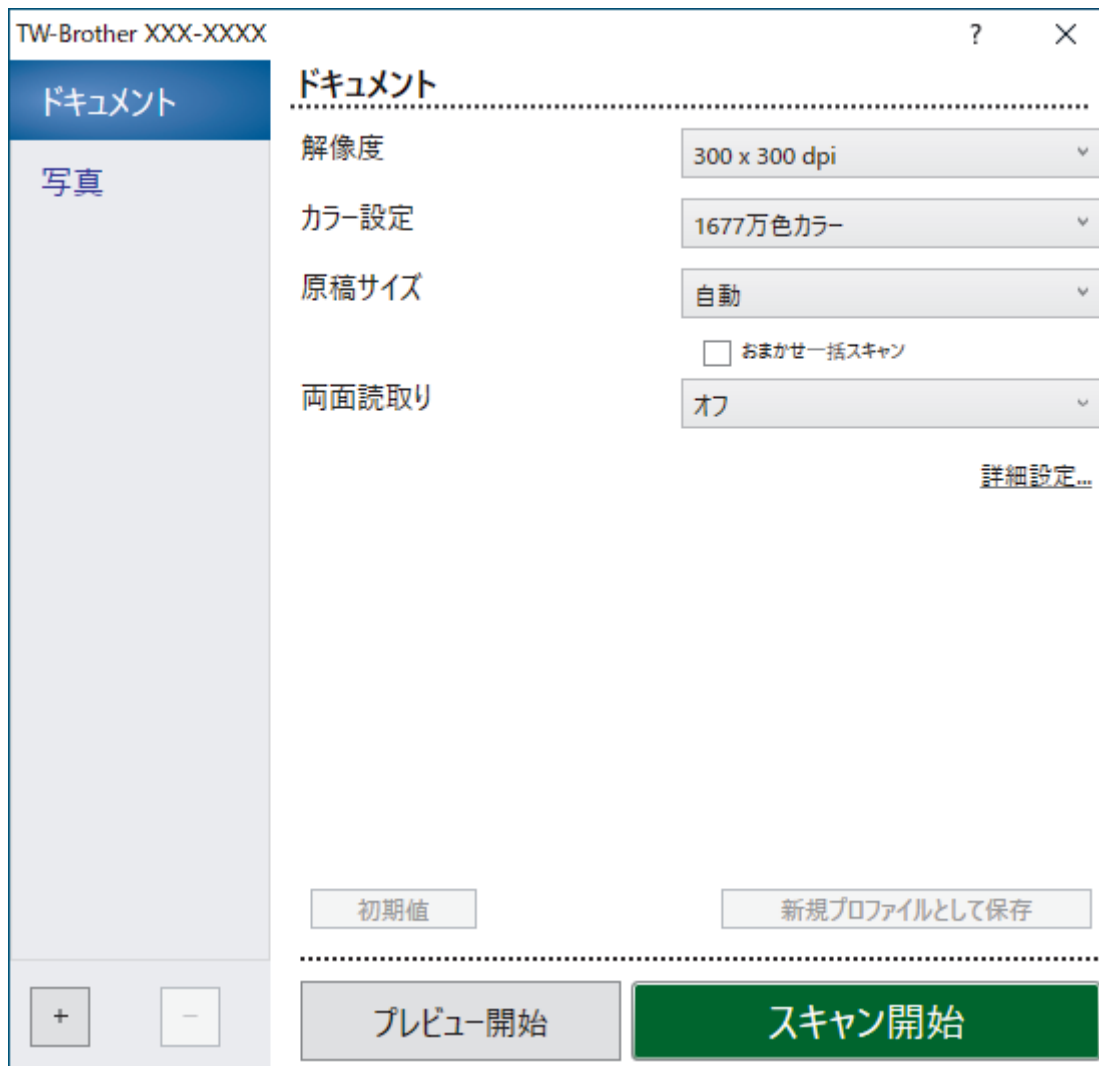 TW-Brother XXX-XXXX
?
ドキュメント
写真
ドキュメント
解像度
300 x 300 dpi
カラー設定
1677万色カラー
原稿サイズ
自動
おまかせ一括スキャン
両面読取り
オフ
詳細設定...
初期値
新規プロファイルとして保存
+
−
プレビュー開始
スキャン開始